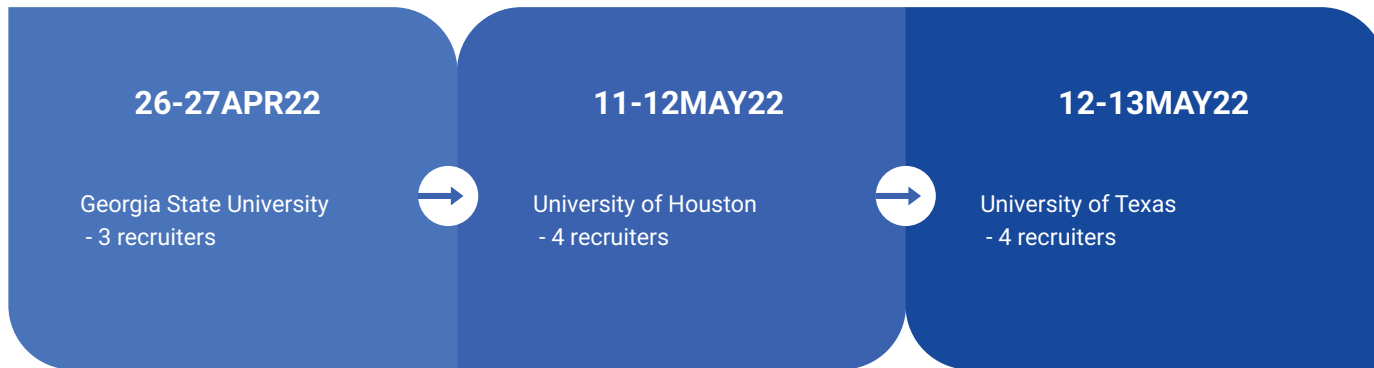 26-27APR22
Georgia State University
- 3 recruiters
11-12MAY22
University of Houston
- 4 recruiters
12-13MAY22
University of Texas
- 4 recruiters